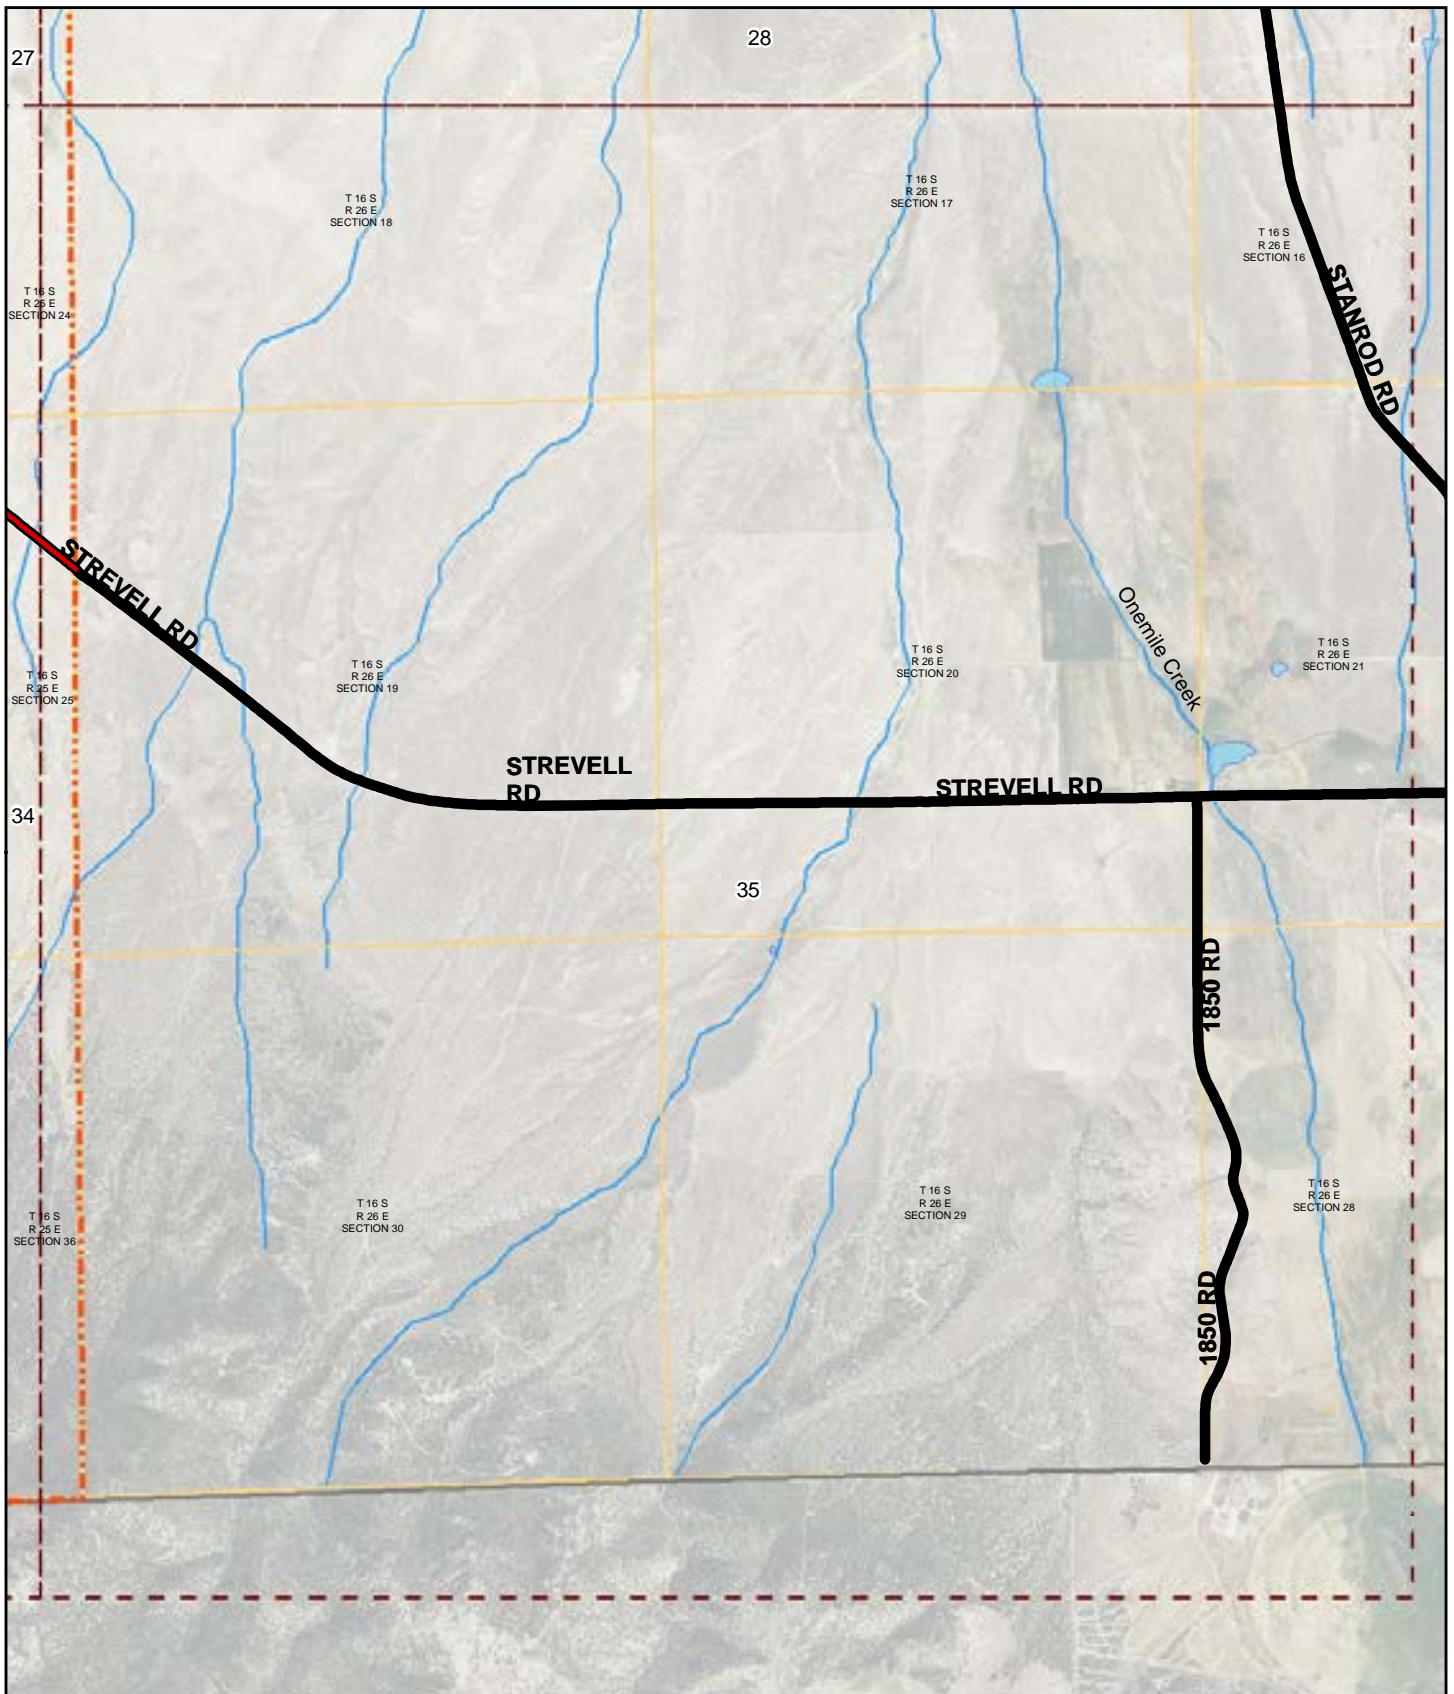 27
28
T 16 S
R 26 E
SECTION 18
T 16 S
R 26 E
SECTION 17
T 16 S
R 26 E
SECTION 16
T 16 S
R 25 E
SECTION 24
STANROD RD
STREVELL RD
Onemile Creek
T 16 S
R 25 E
SECTION 25
T 16 S
R 26 E
SECTION 19
T 16 S
R 26 E
SECTION 20
T 16 S
R 26 E
SECTION 21
STREVELL
RD
STREVELL RD
34
35
1850 RD
T 16 S
R 25 E
SECTION 36
T 16 S
R 26 E
SECTION 30
T 16 S
R 26 E
SECTION 29
T 16 S
R 26 E
SECTION 28
1850 RD